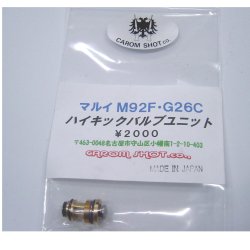 CAROM SHOT co.
マルイ M92F・G26C
ハイキックバルブユニット
￥2000
〒463-0048名古屋市守山区小幡南1-2-10-403
CAROM SHOT co.,
MADE IN JAPAN